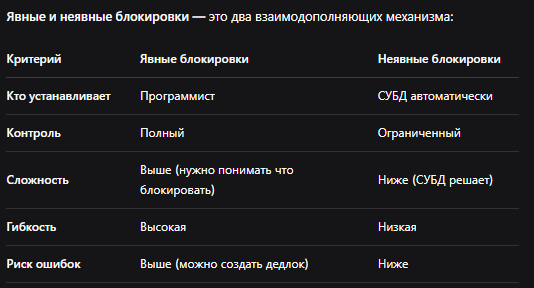 Явные и неявные блокировки — это два взаимодополняющих механизма:
Критерий Явные блокировки Неявные блокировки
Кто устанавливает Программист СУБД автоматически
Контроль Полный Ограниченный
Сложность Выше (нужно понимать что блокировать) Ниже (СУБД решает)
Гибкость Высокая Низкая
Риск ошибок Выше (можно создать дедлок) Ниже